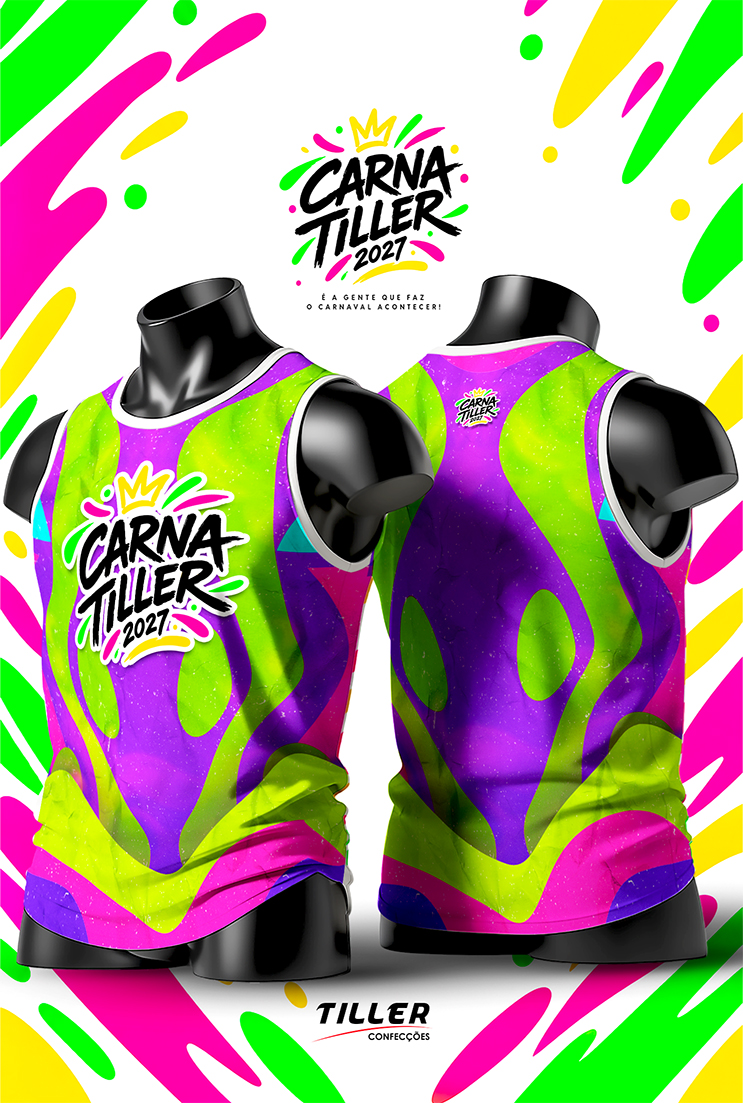 CARNA
TILLER
2027
É A GENTE QUE FAZ
O CARNAVAL ACONTECER!
CARNA
TILLER
2027
CARNA
TILLER
2027
TILLER
CONFECÇÕES